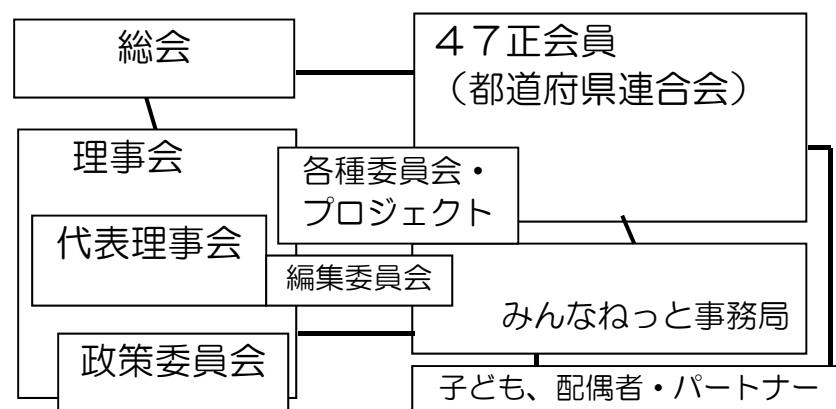 総会
４７正会員
（都道府県連合会）
理事会
各種委員会・
プロジェクト
代表理事会
編集委員会
みんなねっと事務局
政策委員会
子ども、配偶者・パートナー